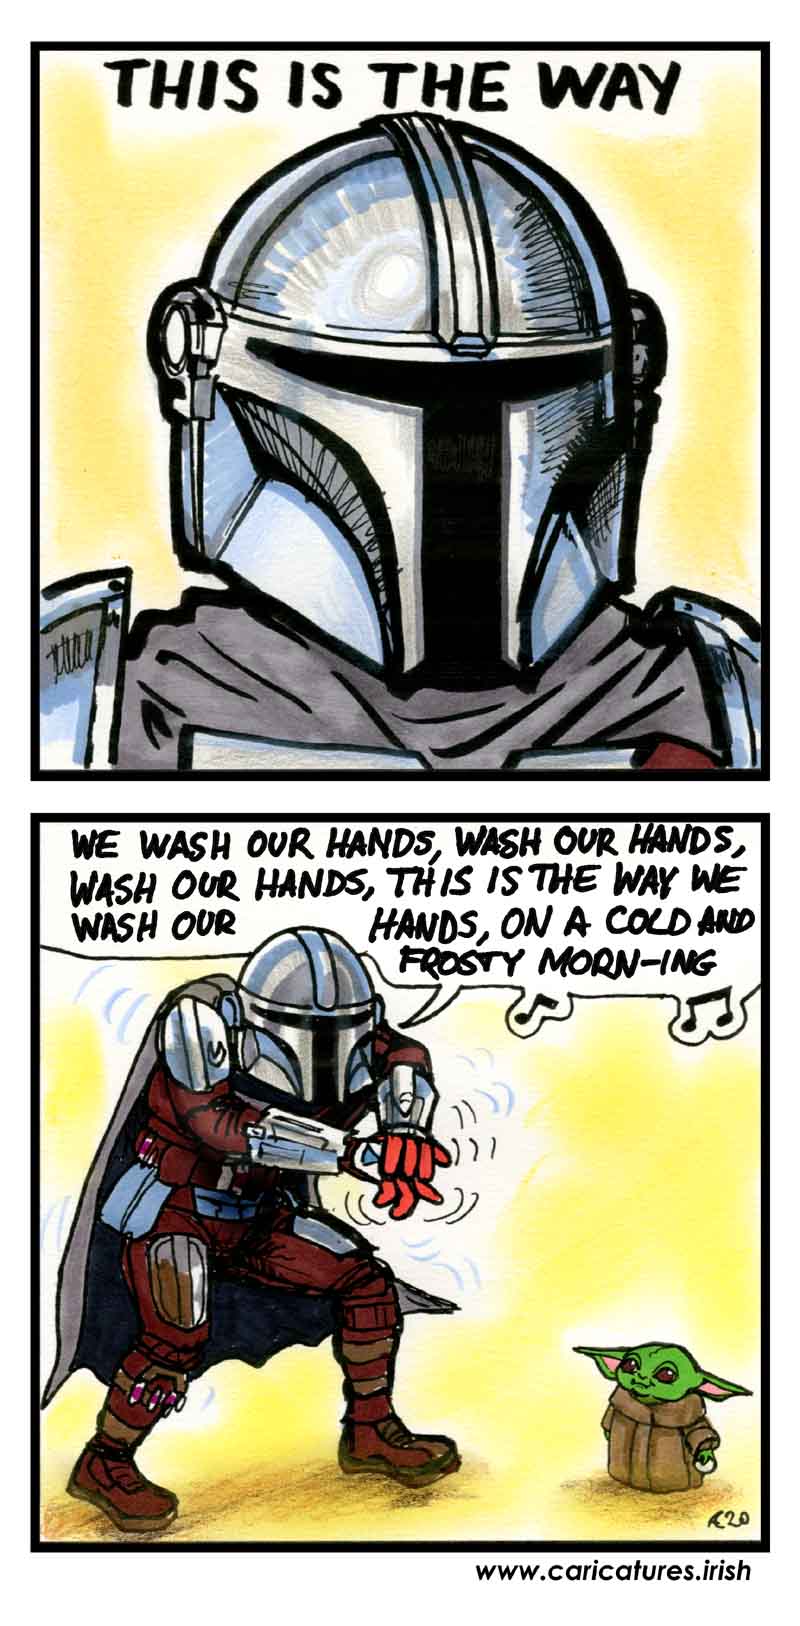 THIS IS THE WAY
WE WASH OUR HANDS, WASH OUR HANDS,
WASH OUR HANDS, THIS IS THE WAY WE
WASH OUR HANDS, ON A COLD AND
FROSTY MORN-ING
Æ20
www.caricatures.irish